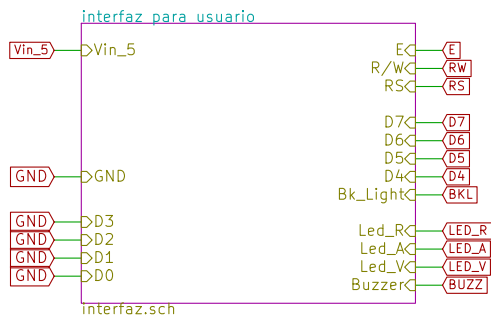 interfaz para usuario
Vin_5 Vin_5 E E
R/W RW
RS RS
D7 D7
D6 D6
D5 D5
GND GND D4 D4
Bk_Light BKL
GND D3
Led_R LED_R
GND D2
Led_A LED_A
GND D1
Led_V LED_V
GND D0
Buzzer BUZZ
interfaz.sch